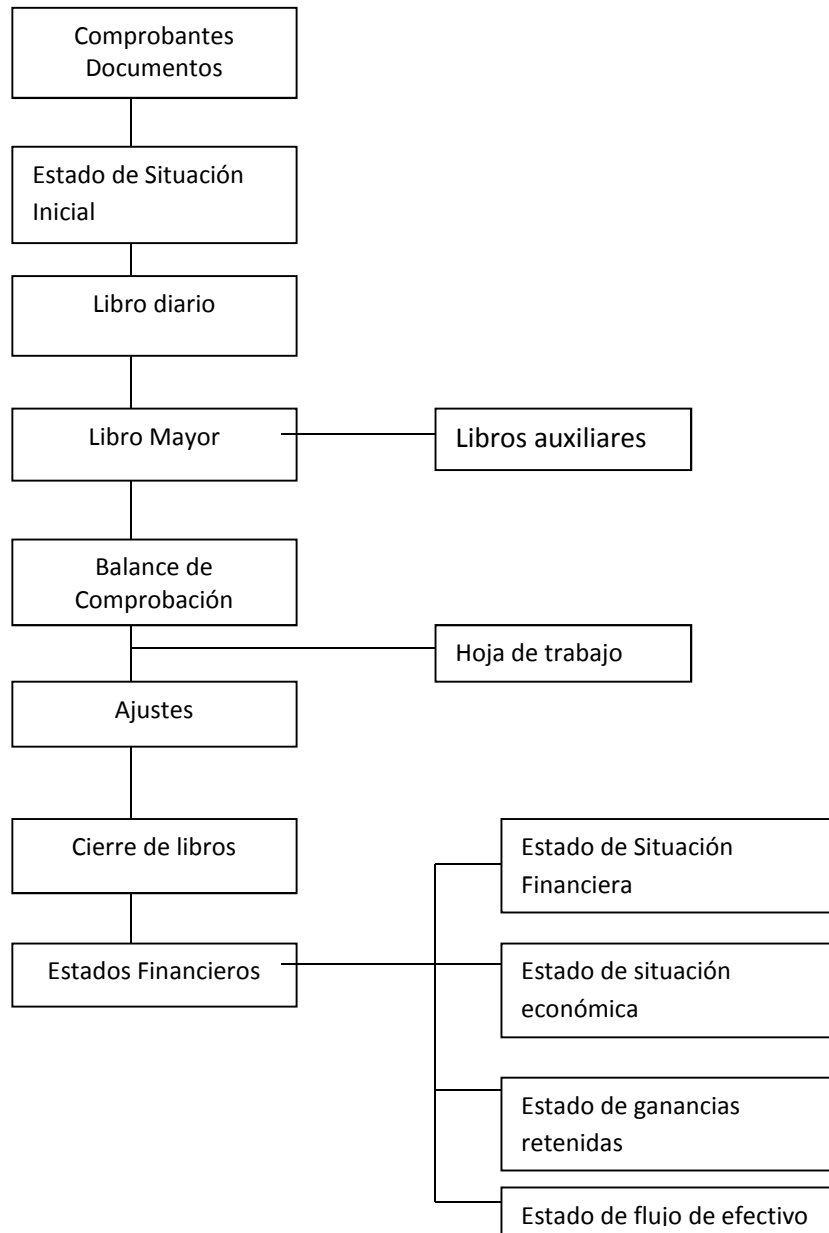 Comprobantes
Documentos
Estado de Situación
Inicial
Libro diario
Libro Mayor
Libros auxiliares
Balance de
Comprobación
Hoja de trabajo
Ajustes
Cierre de libros
Estado de Situación
Financiera
Estados Financieros
Estado de situación
económica
Estado de ganancias
retenidas
Estado de flujo de efectivo